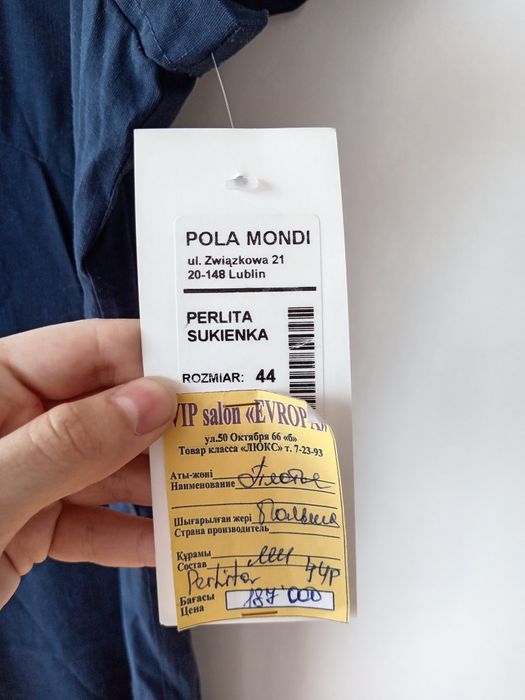 POLA MONDI
ul. Związkowa 21
20-148 Lublin
PERLITA
SUKIENKA
ROZMIAR: 44
VIP salon «EVROPA»
ул.50 Октября 66 «б»
Товар класса «ЛЮКС» т. 7-23-93
Аты-жөні
Наименование Платье
Шығарылған жері Польша
Страна производитель
Құрамы
Состав 44р
Perlita
Бағасы
Цена 187 000